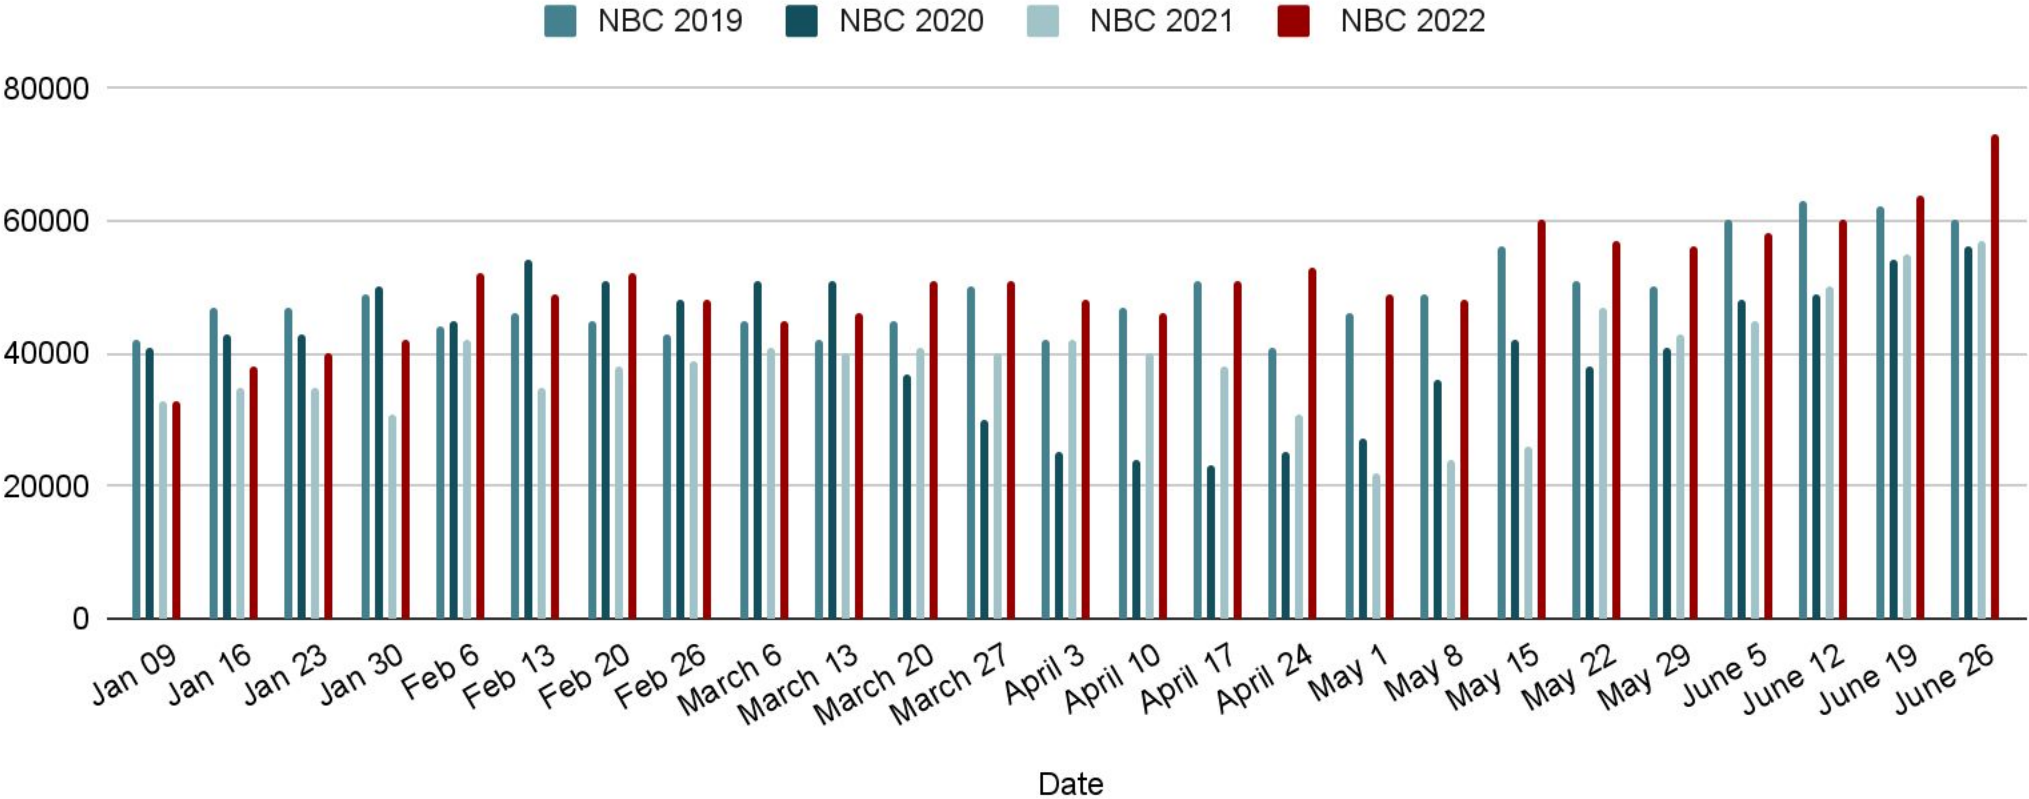 NBC 2019 NBC 2020 NBC 2021 NBC 2022
80000
60000
40000
20000
0
Jan 09 Jan 16 Jan 23 Jan 30 Feb 6 Feb 13 Feb 20 Feb 26 March 6 March 13 March 20 March 27 April 3 April 10 April 17 April 24 May 1 May 8 May 15 May 22 May 29 June 5 June 12 June 19 June 26
Date